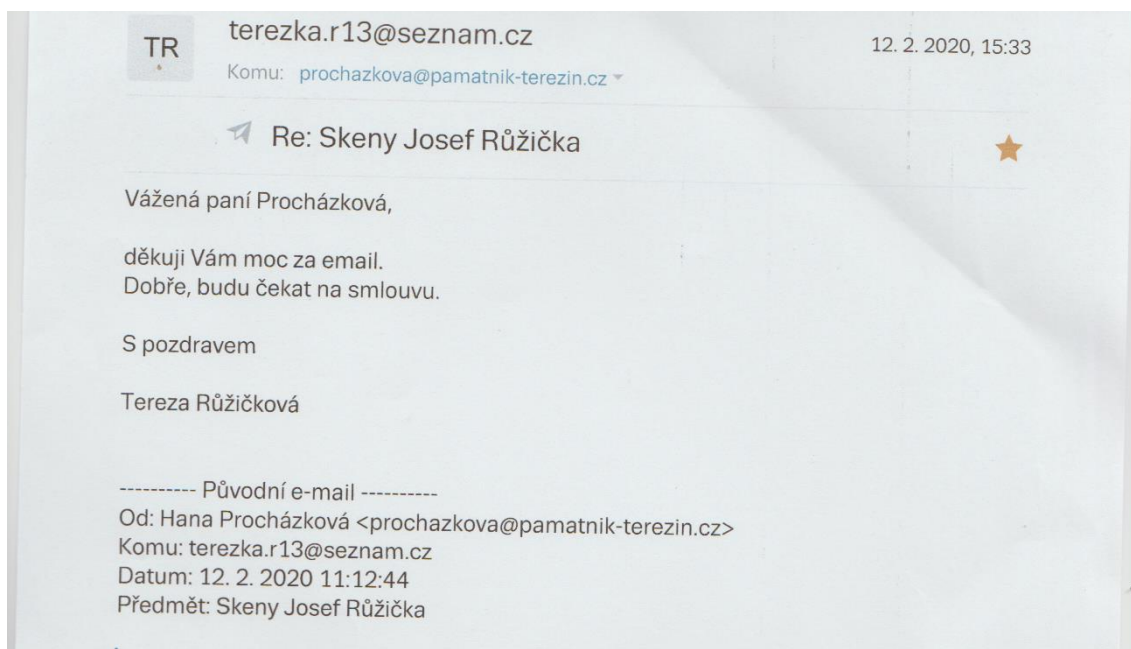 TR
terezka.r13@seznam.cz
12. 2. 2020, 15:33
Komu: prochazkova@pamatnik-terezin.cz
Re: Skeny Josef Růžička
Vážená paní Procházková,
děkuji Vám moc za email.
Dobře, budu čekat na smlouvu.
S pozdravem
Tereza Růžičková
---------- Původní e-mail ----------
Od: Hana Procházková <prochazkova@pamatnik-terezin.cz>
Komu: terezka.r13@seznam.cz
Datum: 12. 2. 2020 11:12:44
Předmět: Skeny Josef Růžička